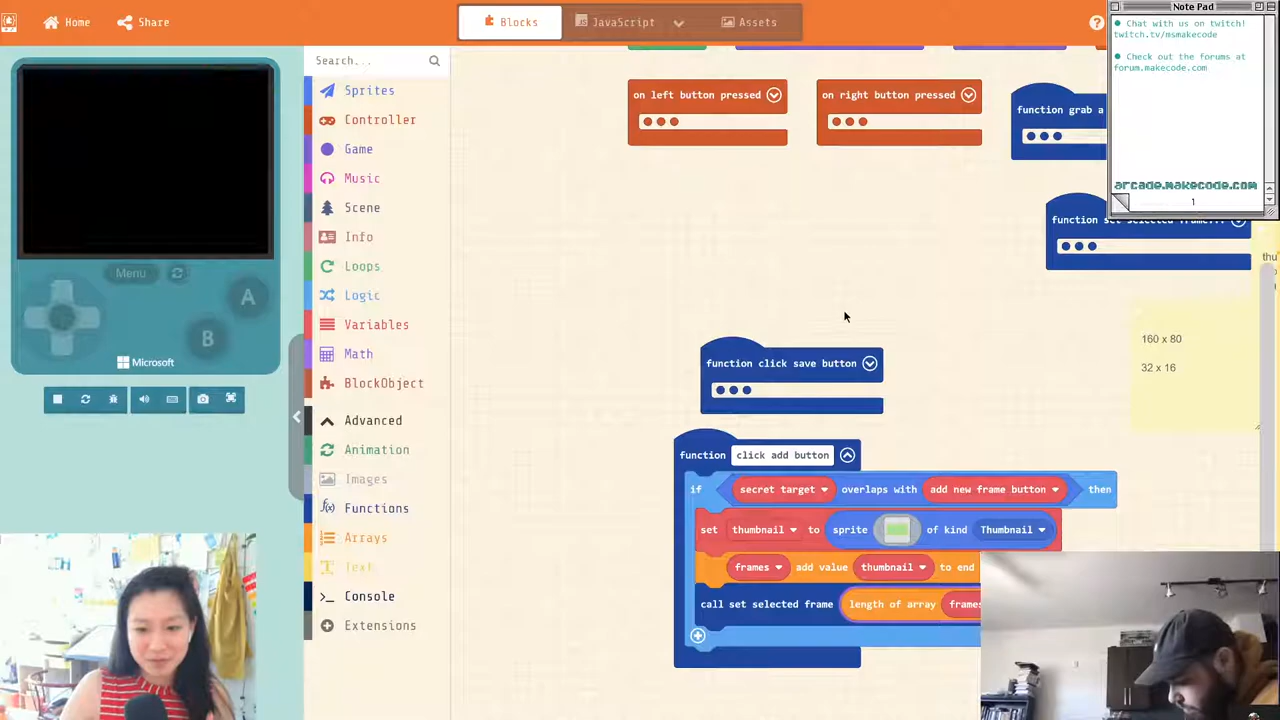 Home
Share
Blocks
JavaScript
Assets
?
Note Pad
Chat with us on twitch!
twitch.tv/msmakecode
Check out the forums at
forum.makecode.com
arcade.makecode.com
1
Search...
Sprites
Controller
Game
Music
Scene
Info
Loops
Logic
Variables
Math
BlockObject
Advanced
Animation
Images
Functions
Arrays
Text
Console
Extensions
Menu
A
B
Microsoft
on left button pressed
on right button pressed
function grab a
function set selected frame...
160 x 80
32 x 16
function click save button
function click add button
if secret target overlaps with add new frame button then
set thumbnail to sprite of kind Thumbnail
frames add value thumbnail to end
call set selected frame length of array frames